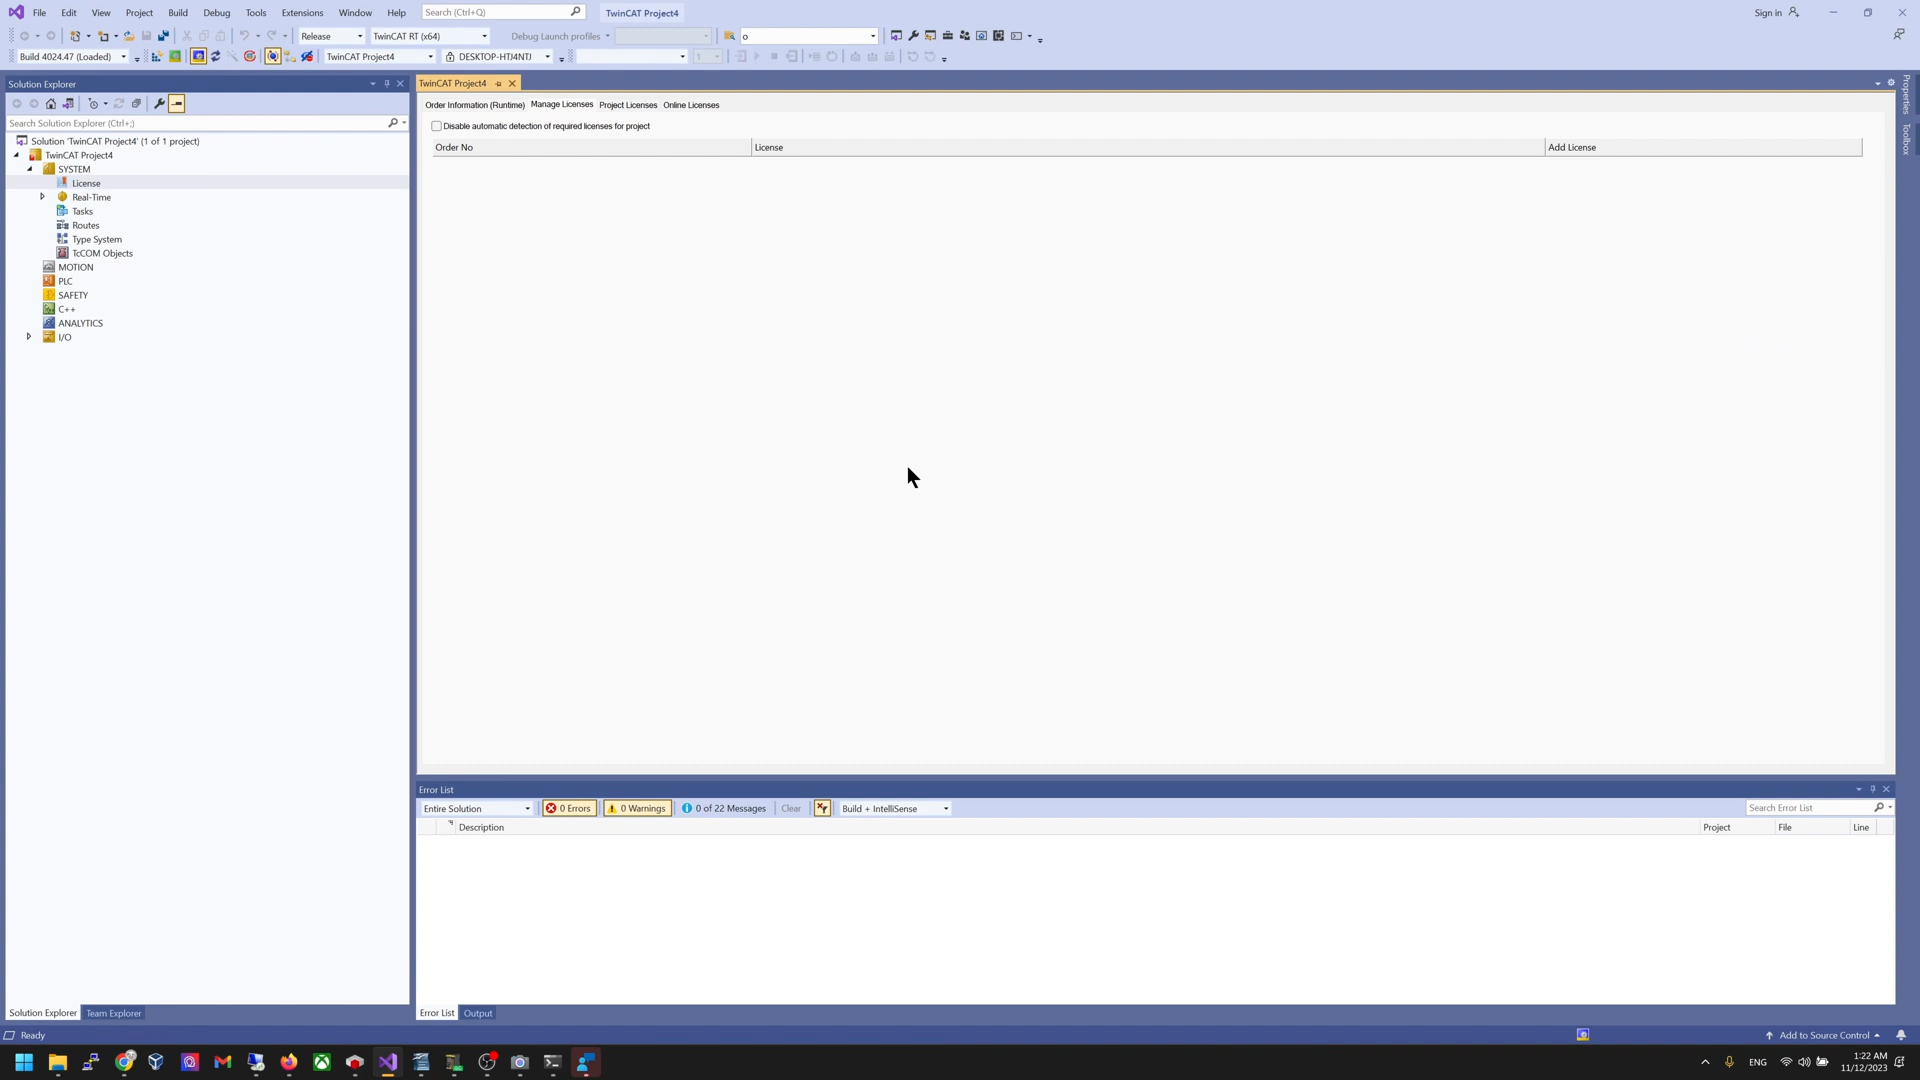 File Edit View Project Build Debug Tools Extensions Window Help Search (Ctrl+Q) TwinCAT Project4 Sign in
Release TwinCAT RT (x64) Debug Launch profiles o
Build 4024.47 (Loaded) TwinCAT Project4 DESKTOP-HTJ4NTJ 1
Solution Explorer
Search Solution Explorer (Ctrl+;)
Solution 'TwinCAT Project4' (1 of 1 project)
TwinCAT Project4
SYSTEM
License
Real-Time
Tasks
Routes
Type System
TcCOM Objects
MOTION
PLC
SAFETY
C++
ANALYTICS
I/O
Solution Explorer Team Explorer
TwinCAT Project4
Order Information (Runtime) Manage Licenses Project Licenses Online Licenses
Disable automatic detection of required licenses for project
Order No License Add License
Properties
Toolbox
Error List
Entire Solution 0 Errors 0 Warnings 0 of 22 Messages Clear Build + IntelliSense Search Error List
Description Project File Line
Error List Output
Ready Add to Source Control
ENG 1:22 AM
11/12/2023